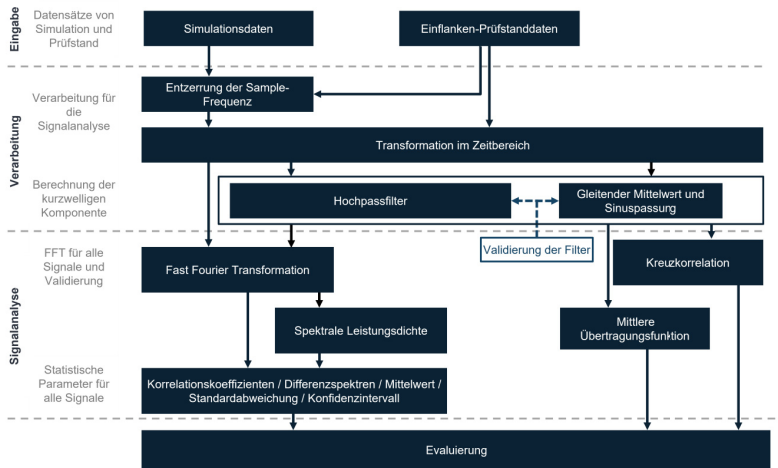 Eingabe
Datensätze von
Simulation und
Prüfstand
Simulationsdaten
Einflanken-Prüfstanddaten
Verarbeitung
Verarbeitung für
die
Signalanalyse
Entzerrung der Sample-
Frequenz
Transformation im Zeitbereich
Berechnung der
kurzwelligen
Komponente
Hochpassfilter
Gleitender Mittelwert und
Sinuspassung
Validierung der Filter
Signalanalyse
FFT für alle
Signale und
Validierung
Fast Fourier Transformation
Kreuzkorrelation
Spektrale Leistungsdichte
Mittlere
Übertragungsfunktion
Statistische
Parameter für
alle Signale
Korrelationskoeffizienten / Differenzspektren / Mittelwert /
Standardabweichung / Konfidenzintervall
Evaluierung